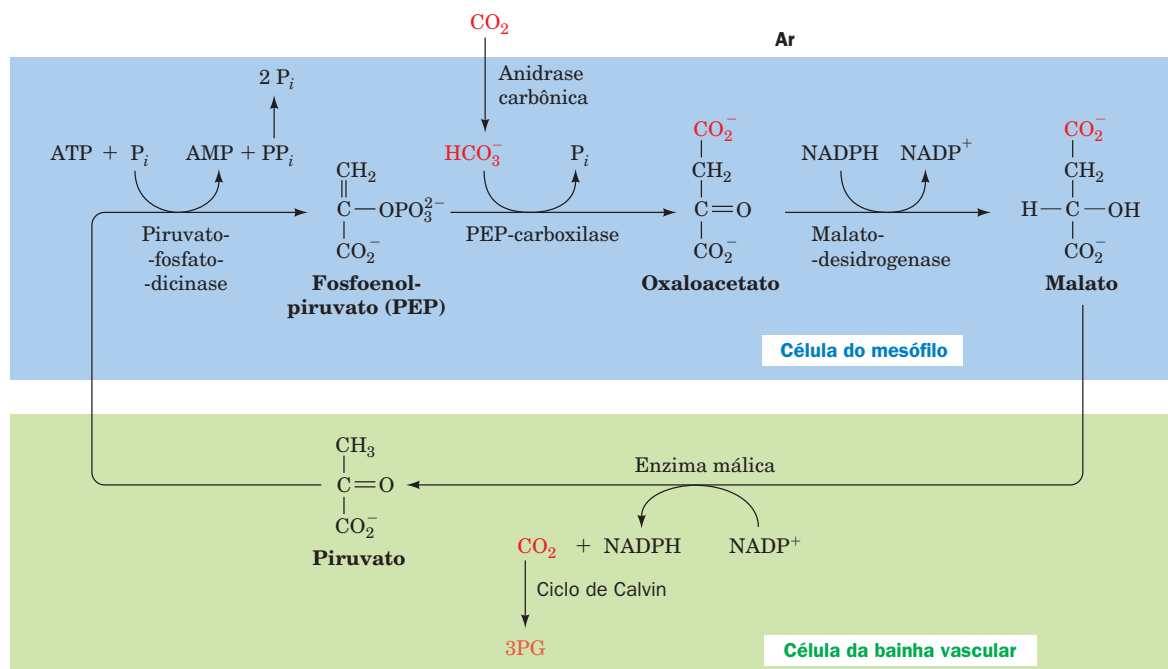 CO₂
Ar
Anidrase
carbônica
2 Pᵢ
ATP + Pᵢ
AMP + PPᵢ
HCO₃⁻
Pᵢ
NADPH
NADP⁺
CH₂
C—OPO₃²⁻
CO₂⁻
Piruvato-
-fosfato-
-dicinase
Fosfoenol-
piruvato (PEP)
PEP-carboxilase
CO₂⁻
CH₂
C=O
CO₂⁻
Oxaloacetato
Malato-
-desidrogenase
CO₂⁻
CH₂
H—C—OH
CO₂⁻
Malato
Célula do mesófilo
CH₃
C=O
CO₂⁻
Piruvato
Enzima málica
CO₂ + NADPH
NADP⁺
Ciclo de Calvin
3PG
Célula da bainha vascular